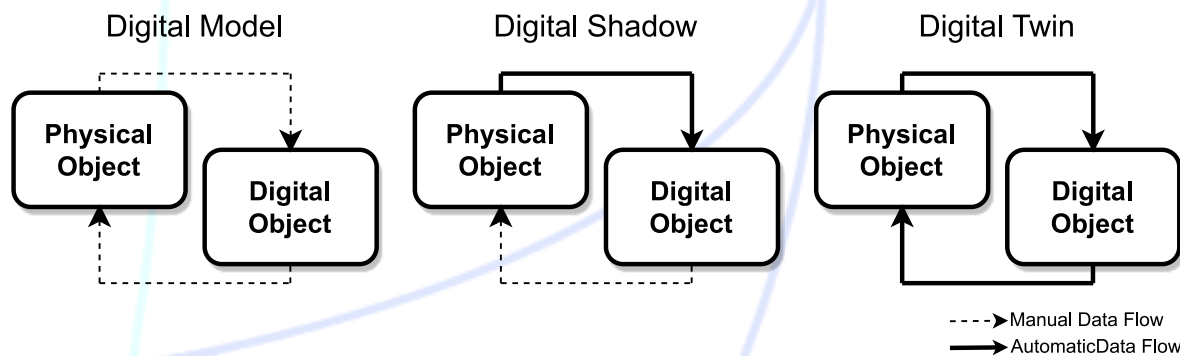 Digital Model
Digital Shadow
Digital Twin
Physical
Object
Digital
Object
Physical
Object
Digital
Object
Physical
Object
Digital
Object
Manual Data Flow
AutomaticData Flow